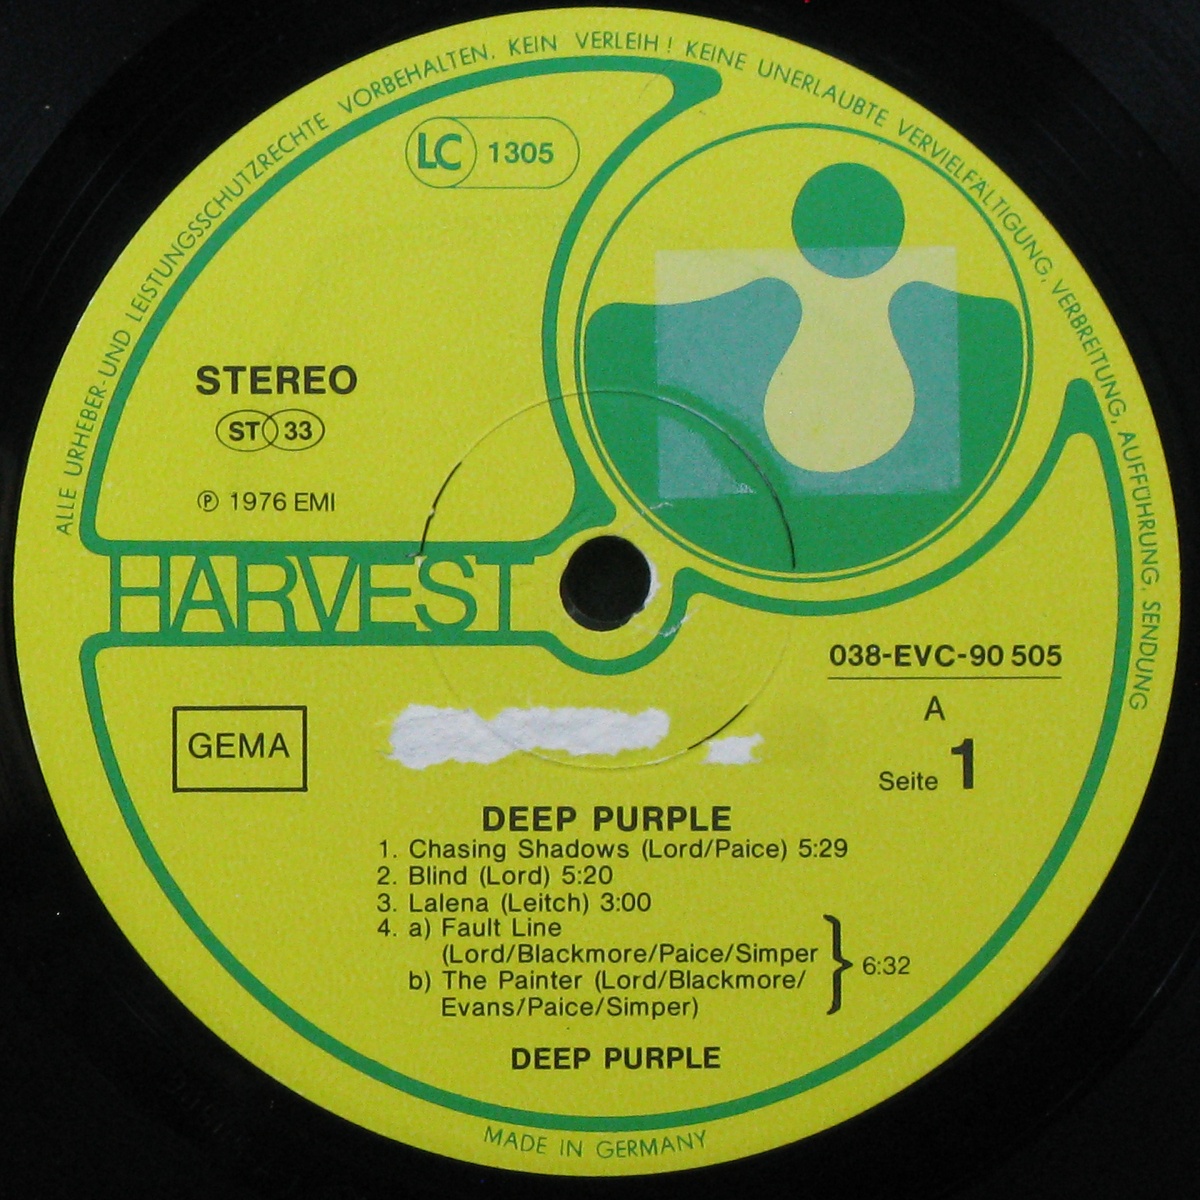 ALLE URHEBER- UND LEISTUNGSSCHUTZRECHTE VORBEHALTEN. KEIN VERLEIH! KEINE UNERLAUBTE VERVIELFÄLTIGUNG, VERBREITUNG, AUFFÜHRUNG, SENDUNG
LC 1305
STEREO
ST 33
Ⓟ 1976 EMI
HARVEST
038-EVC-90 505
A
GEMA
Seite 1
DEEP PURPLE
1. Chasing Shadows (Lord/Paice) 5:29
2. Blind (Lord) 5:20
3. Lalena (Leitch) 3:00
4. a) Fault Line
(Lord/Blackmore/Paice/Simper
b) The Painter (Lord/Blackmore/
Evans/Paice/Simper)
6:32
DEEP PURPLE
MADE IN GERMANY